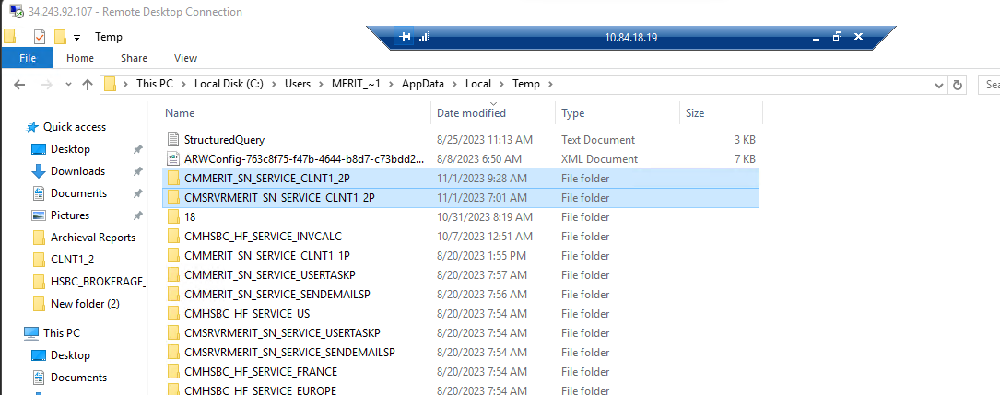 34.243.92.107 - Remote Desktop Connection
Temp
10.84.18.19
File Home Share View
This PC Local Disk (C:) Users MERIT_~1 AppData Local Temp
Sea
Name Date modified Type Size
Quick access
Desktop
Downloads
Documents
Pictures
Archieval Reports
CLNT1_2
HSBC_BROKERAGE_
New folder (2)
This PC
Desktop
Documents
StructuredQuery 8/25/2023 11:13 AM Text Document 3 KB
ARWConfig-763c8f75-f47b-4644-b8d7-c73bdd2... 8/8/2023 6:50 AM XML Document 7 KB
CMMERIT_SN_SERVICE_CLNT1_2P 11/1/2023 9:28 AM File folder
CMSRVRMERIT_SN_SERVICE_CLNT1_2P 11/1/2023 7:01 AM File folder
18 10/31/2023 8:19 AM File folder
CMHSBC_HF_SERVICE_INVCALC 10/7/2023 12:51 AM File folder
CMMERIT_SN_SERVICE_CLNT1_1P 8/20/2023 1:55 PM File folder
CMMERIT_SN_SERVICE_USERTASKP 8/20/2023 7:57 AM File folder
CMMERIT_SN_SERVICE_SENDEMAILSP 8/20/2023 7:56 AM File folder
CMHSBC_HF_SERVICE_US 8/20/2023 7:54 AM File folder
CMSRVRMERIT_SN_SERVICE_USERTASKP 8/20/2023 7:54 AM File folder
CMSRVRMERIT_SN_SERVICE_SENDEMAILSP 8/20/2023 7:54 AM File folder
CMHSBC_HF_SERVICE_FRANCE 8/20/2023 7:54 AM File folder
CMHSBC_HF_SERVICE_EUROPE 8/20/2023 7:54 AM File folder